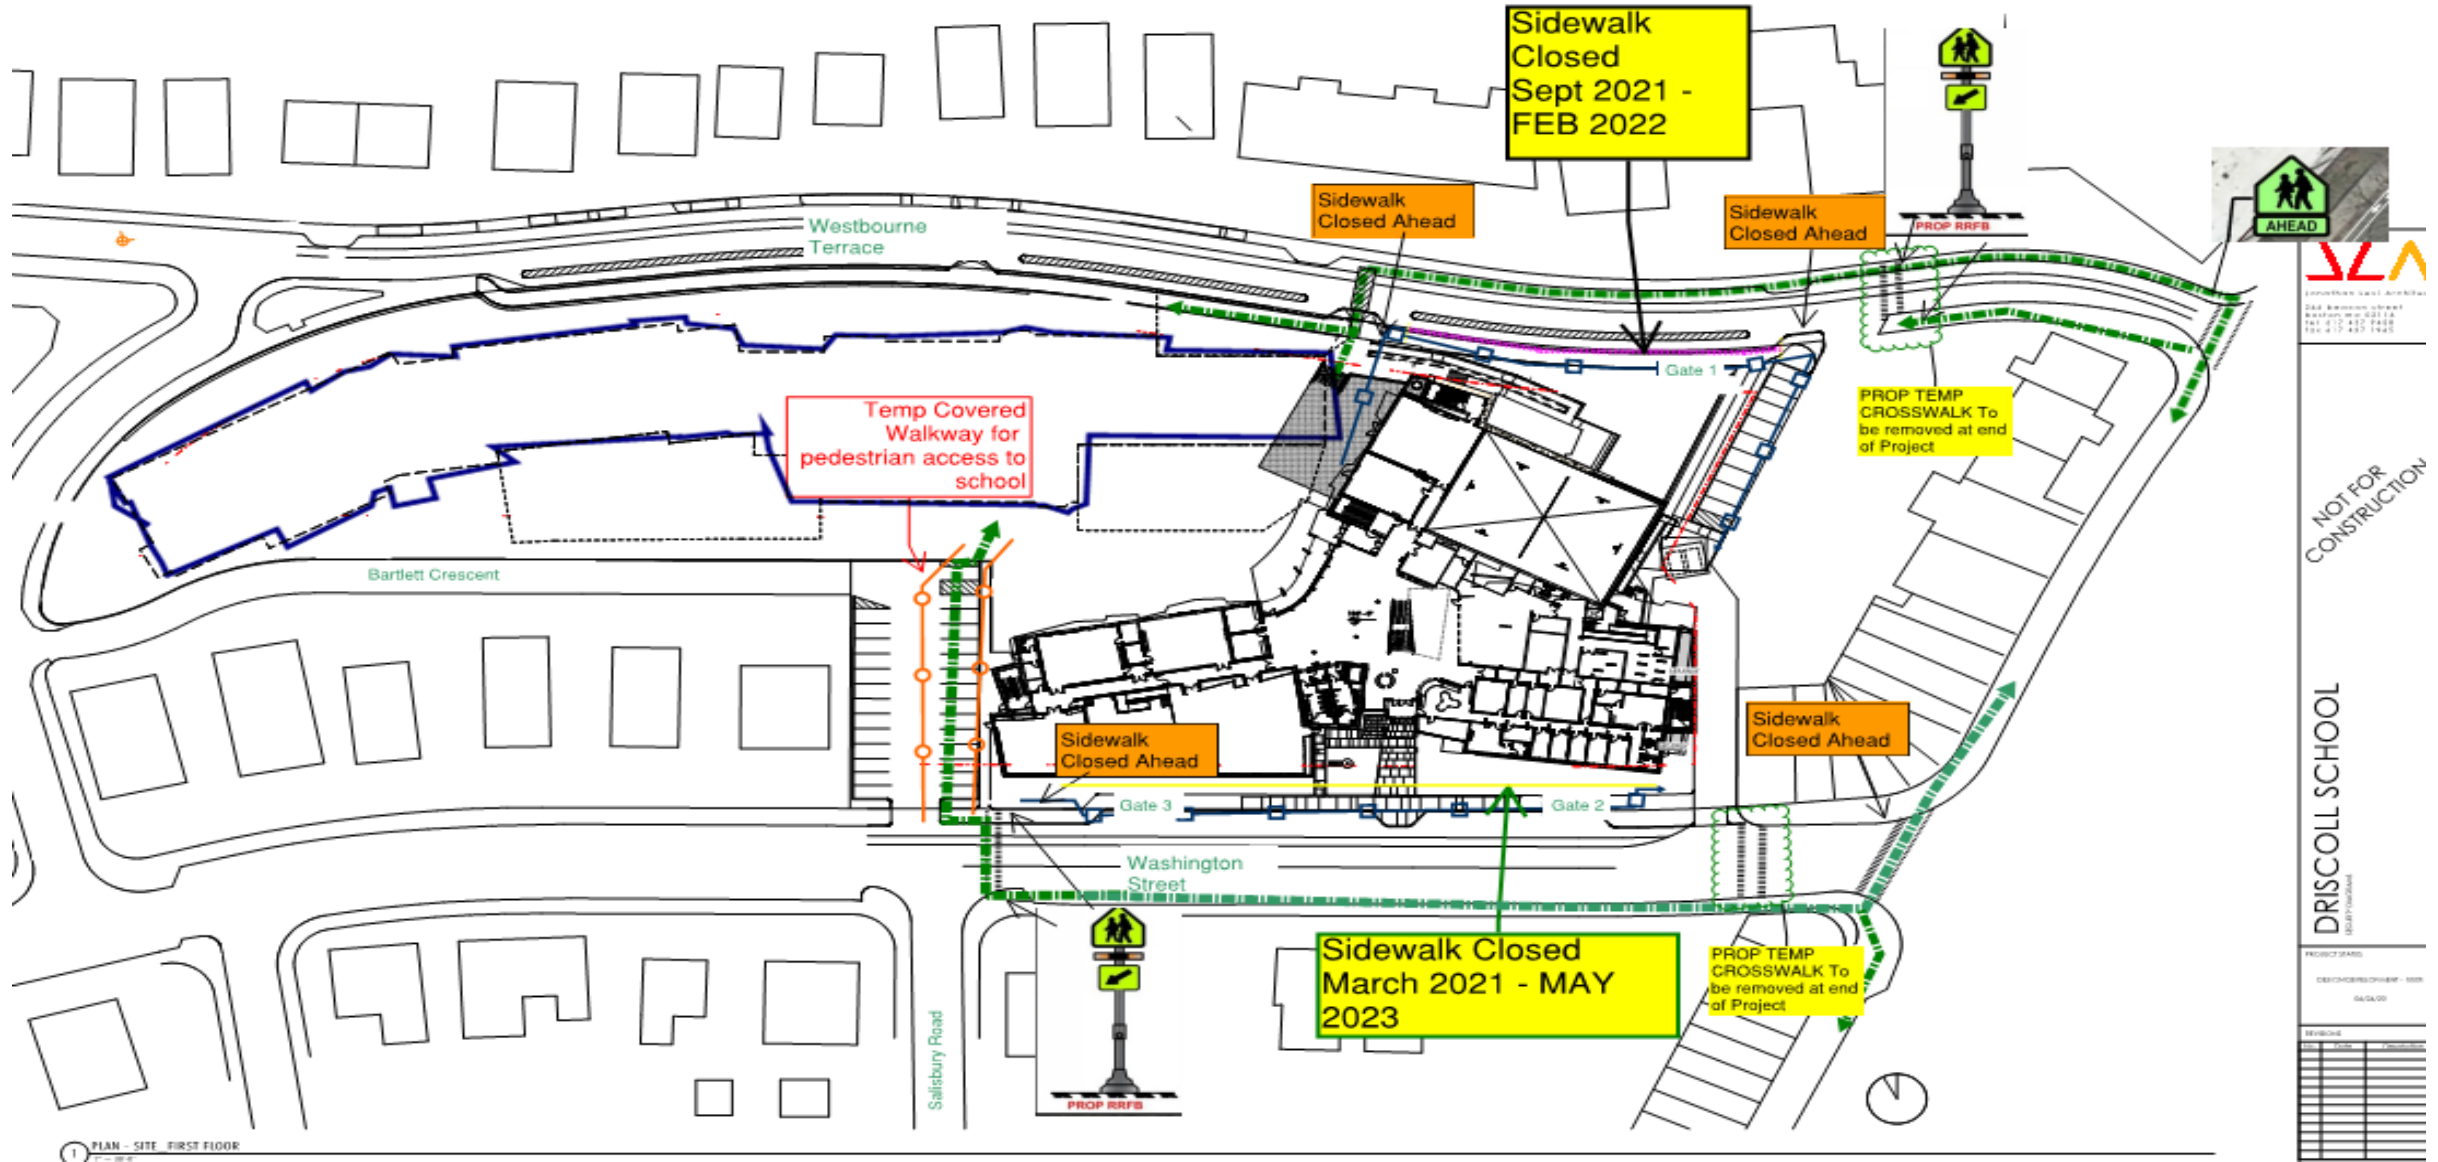 Sidewalk
Closed
Sept 2021 -
FEB 2022
PROP RRFB
AHEAD
Sidewalk
Closed Ahead
Sidewalk
Closed Ahead
Westbourne
Terrace
Gate 1
PROP TEMP
CROSSWALK To
be removed at end
of Project
Temp Covered
Walkway for
pedestrian access to
school
NOT FOR
CONSTRUCTION
Bartlett Crescent
DRISCOLL SCHOOL
Sidewalk
Closed Ahead
Sidewalk
Closed Ahead
Gate 3
Gate 2
Washington
Street
Sidewalk Closed
March 2021 - MAY
2023
PROP TEMP
CROSSWALK To
be removed at end
of Project
Salisbury Road
PROP RRFB
1
PLAN - SITE_FIRST FLOOR